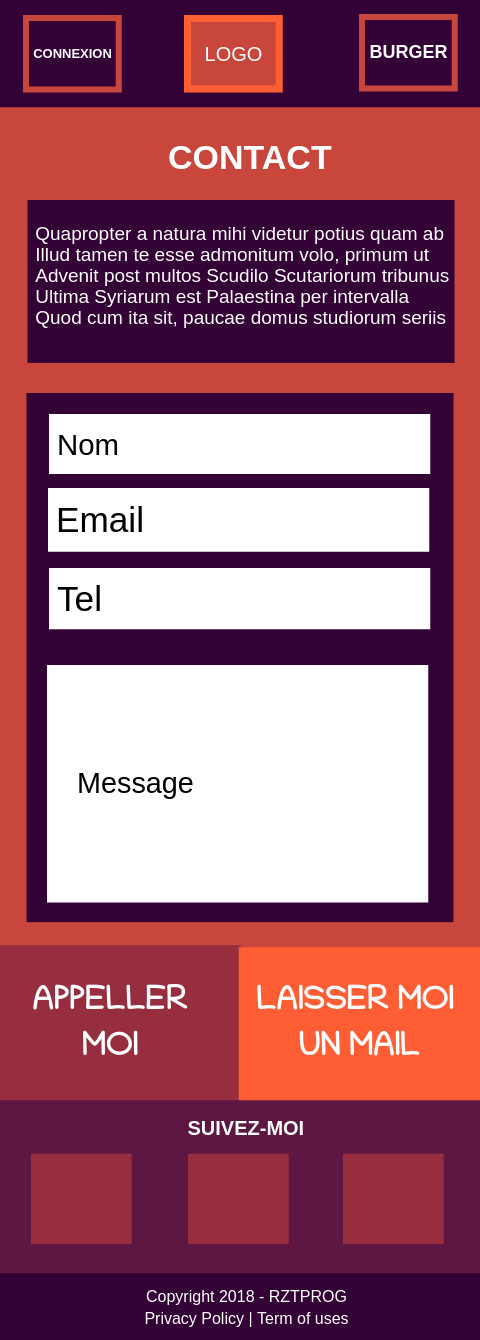 CONNEXION
LOGO
BURGER
CONTACT
Quapropter a natura mihi videtur potius quam ab
Illud tamen te esse admonitum volo, primum ut
Advenit post multos Scudilo Scutariorum tribunus
Ultima Syriarum est Palaestina per intervalla
Quod cum ita sit, paucae domus studiorum seriis
Nom
Email
Tel
Message
APPELLER
MOI
LAISSER MOI
UN MAIL
SUIVEZ-MOI
Copyright 2018 - RZTPROG
Privacy Policy | Term of uses